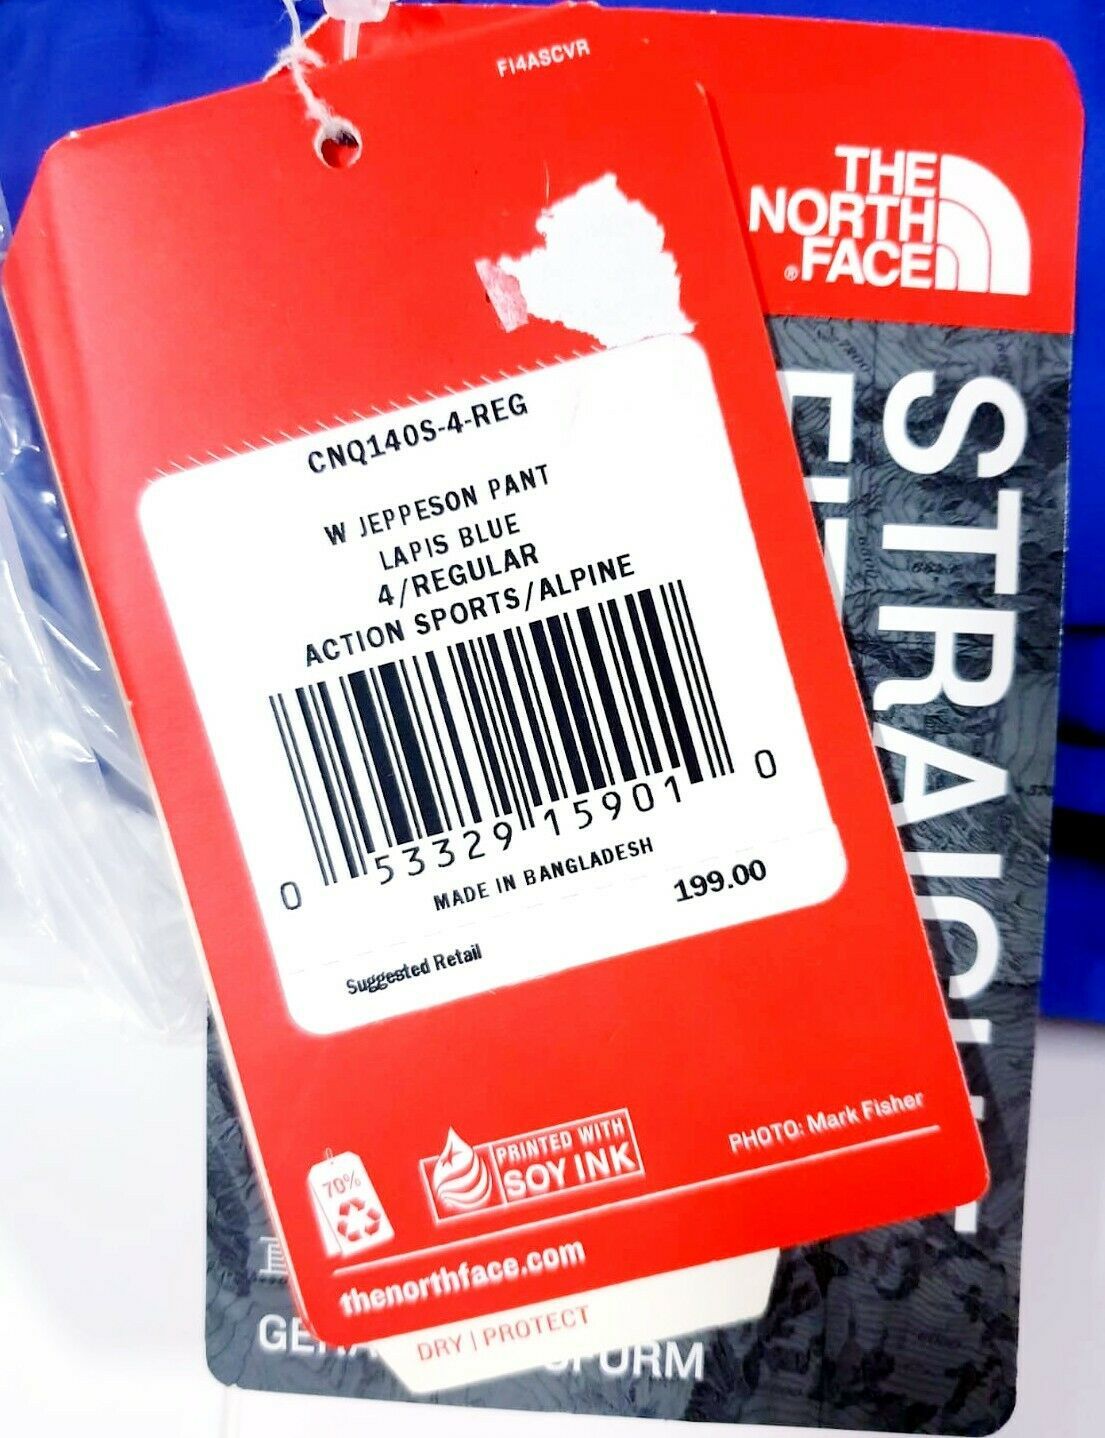 FI4ASCVR
THE
NORTH
FACE
®
STRAIGHT
CNQ140S-4-REG
W JEPPESON PANT
LAPIS BLUE
4/REGULAR
ACTION SPORTS/ALPINE
0 53329 15901 0
MADE IN BANGLADESH
199.00
Suggested Retail
70%
PRINTED WITH
SOY INK
PHOTO: Mark Fisher
thenorthface.com
DRY | PROTECT